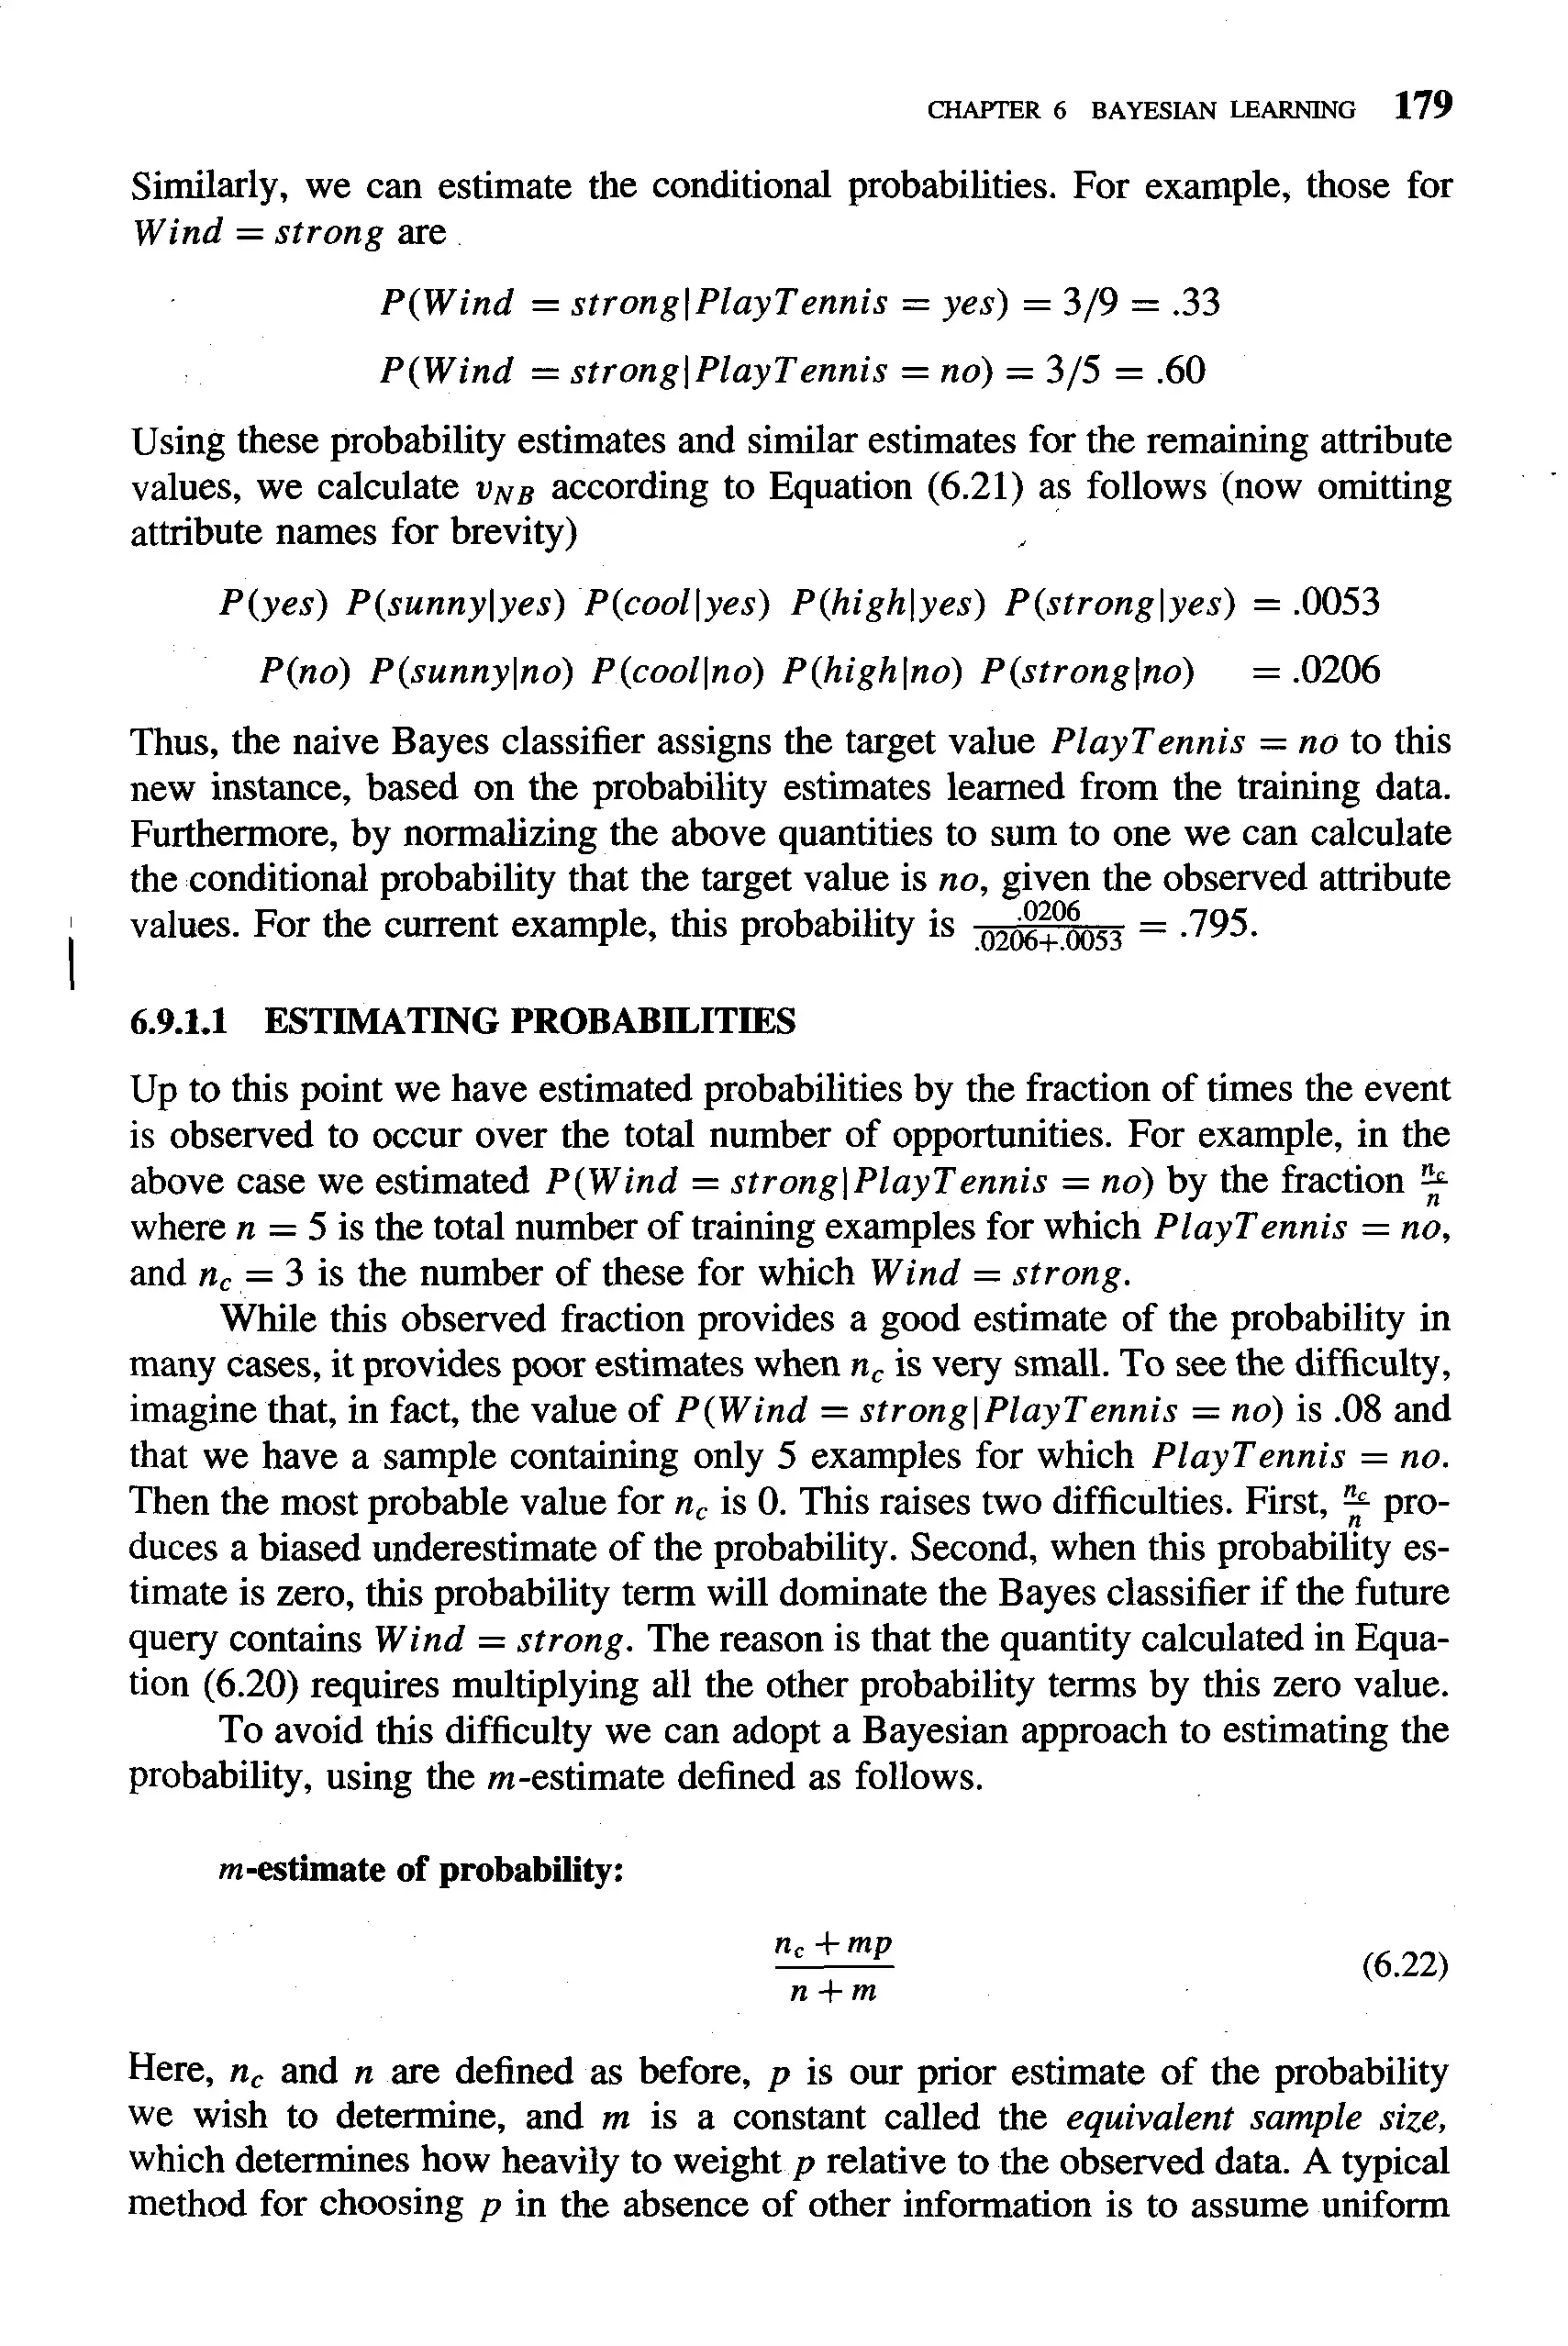 CHAPTER 6 BAYESIAN LEARNING 179
Similarly, we can estimate the conditional probabilities. For example, those for
Wind = strong are
P(Wind = strong|PlayTennis = yes) = 3/9 = .33
P(Wind = strong|PlayTennis = no) = 3/5 = .60
Using these probability estimates and similar estimates for the remaining attribute
values, we calculate v_NB according to Equation (6.21) as follows (now omitting
attribute names for brevity)
P(yes) P(sunny|yes) P(cool|yes) P(high|yes) P(strong|yes) = .0053
P(no) P(sunny|no) P(cool|no) P(high|no) P(strong|no) = .0206
Thus, the naive Bayes classifier assigns the target value PlayTennis = no to this
new instance, based on the probability estimates learned from the training data.
Furthermore, by normalizing the above quantities to sum to one we can calculate
the conditional probability that the target value is no, given the observed attribute
values. For the current example, this probability is .0206/.0206+.0053 = .795.
6.9.1.1 ESTIMATING PROBABILITIES
Up to this point we have estimated probabilities by the fraction of times the event
is observed to occur over the total number of opportunities. For example, in the
above case we estimated P(Wind = strong|PlayTennis = no) by the fraction n_c/n
where n = 5 is the total number of training examples for which PlayTennis = no,
and n_c = 3 is the number of these for which Wind = strong.
While this observed fraction provides a good estimate of the probability in
many cases, it provides poor estimates when n_c is very small. To see the difficulty,
imagine that, in fact, the value of P(Wind = strong|PlayTennis = no) is .08 and
that we have a sample containing only 5 examples for which PlayTennis = no.
Then the most probable value for n_c is 0. This raises two difficulties. First, n_c/n pro-
duces a biased underestimate of the probability. Second, when this probability es-
timate is zero, this probability term will dominate the Bayes classifier if the future
query contains Wind = strong. The reason is that the quantity calculated in Equa-
tion (6.20) requires multiplying all the other probability terms by this zero value.
To avoid this difficulty we can adopt a Bayesian approach to estimating the
probability, using the m-estimate defined as follows.
m-estimate of probability:
n_c + mp
n + m
(6.22)
Here, n_c and n are defined as before, p is our prior estimate of the probability
we wish to determine, and m is a constant called the equivalent sample size,
which determines how heavily to weight p relative to the observed data. A typical
method for choosing p in the absence of other information is to assume uniform